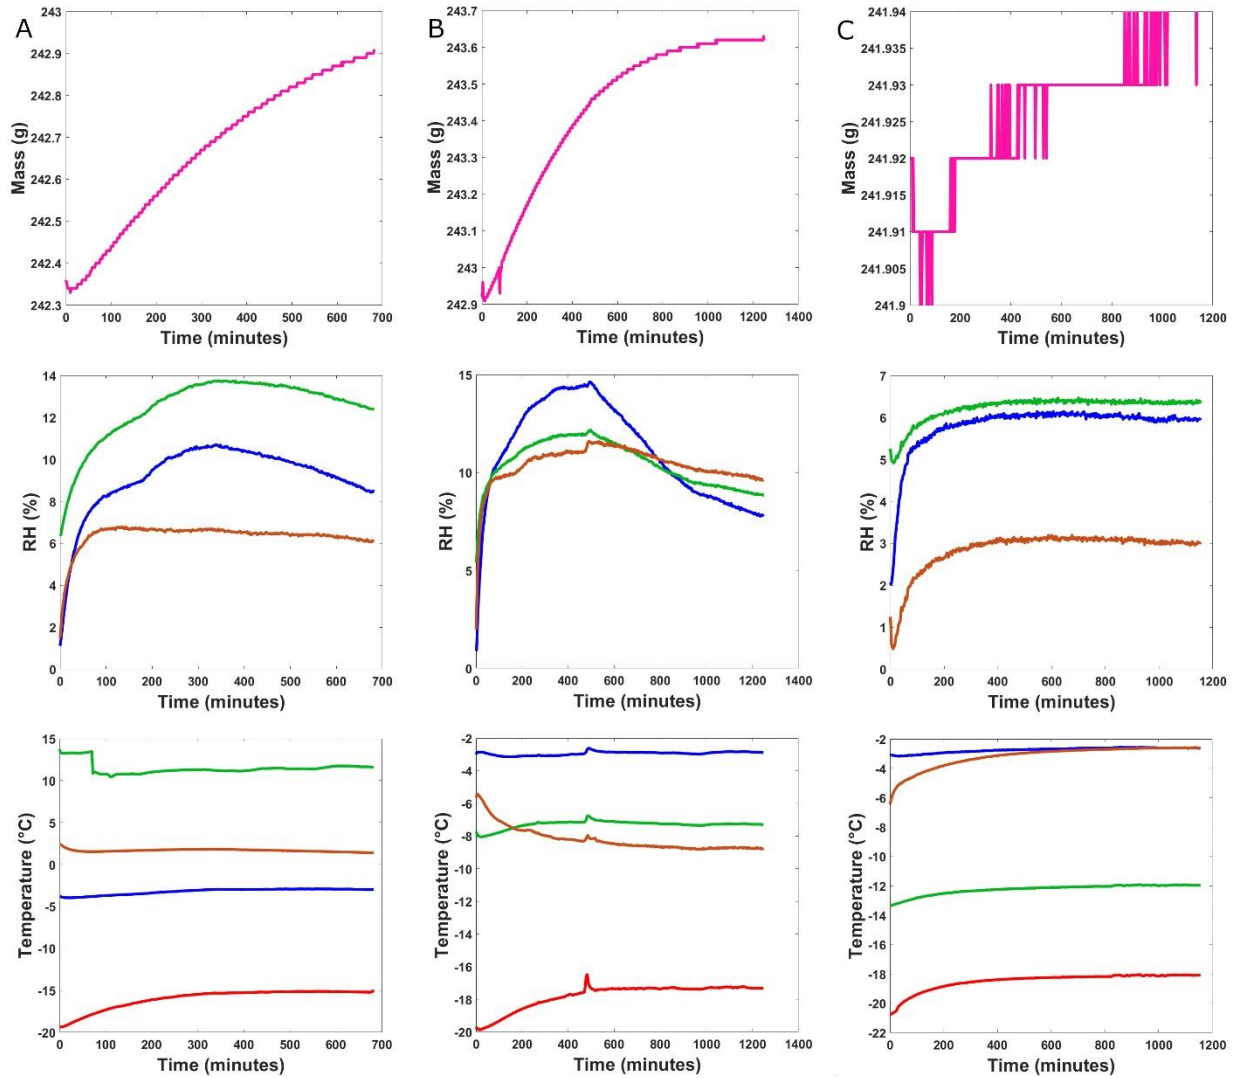 A
Mass (g)
243
242.9
242.8
242.7
242.6
242.5
242.4
242.3
0 100 200 300 400 500 600 700
Time (minutes)
B
Mass (g)
243.7
243.6
243.5
243.4
243.3
243.2
243.1
243
242.9
0 200 400 600 800 1000 1200 1400
Time (minutes)
C
Mass (g)
241.94
241.935
241.93
241.925
241.92
241.915
241.91
241.905
241.9
0 200 400 600 800 1000 1200
Time (minutes)
RH (%)
14
12
10
8
6
4
2
0
0 100 200 300 400 500 600 700
Time (minutes)
RH (%)
15
10
5
0
0 200 400 600 800 1000 1200 1400
Time (minutes)
RH (%)
7
6
5
4
3
2
1
0
0 200 400 600 800 1000 1200
Time (minutes)
Temperature (°C)
15
10
5
0
-5
-10
-15
-20
0 100 200 300 400 500 600 700
Time (minutes)
Temperature (°C)
-2
-4
-6
-8
-10
-12
-14
-16
-18
-20
0 200 400 600 800 1000 1200 1400
Time (minutes)
Temperature (°C)
-2
-4
-6
-8
-10
-12
-14
-16
-18
-20
-22
0 200 400 600 800 1000 1200
Time (minutes)